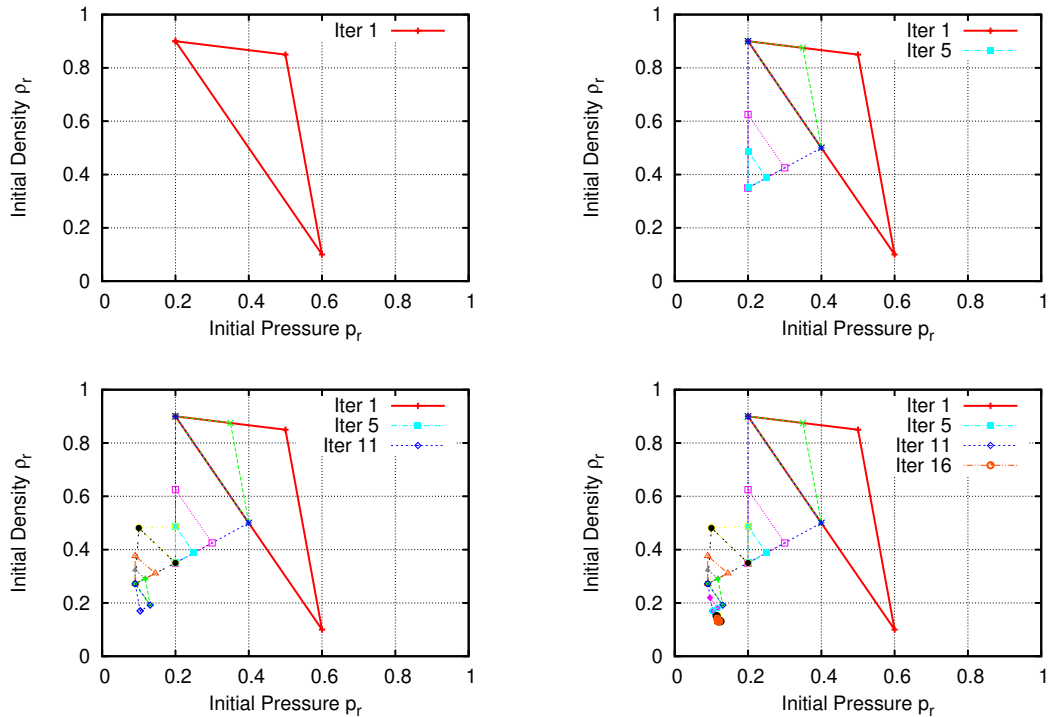 1
0.8
0.6
0.4
0.2
0
Initial Density ρr
Iter 1
0 0.2 0.4 0.6 0.8 1
Initial Pressure pr
1
0.8
0.6
0.4
0.2
0
Initial Density ρr
Iter 1
Iter 5
0 0.2 0.4 0.6 0.8 1
Initial Pressure pr
1
0.8
0.6
0.4
0.2
0
Initial Density ρr
Iter 1
Iter 5
Iter 11
0 0.2 0.4 0.6 0.8 1
Initial Pressure pr
1
0.8
0.6
0.4
0.2
0
Initial Density ρr
Iter 1
Iter 5
Iter 11
Iter 16
0 0.2 0.4 0.6 0.8 1
Initial Pressure pr